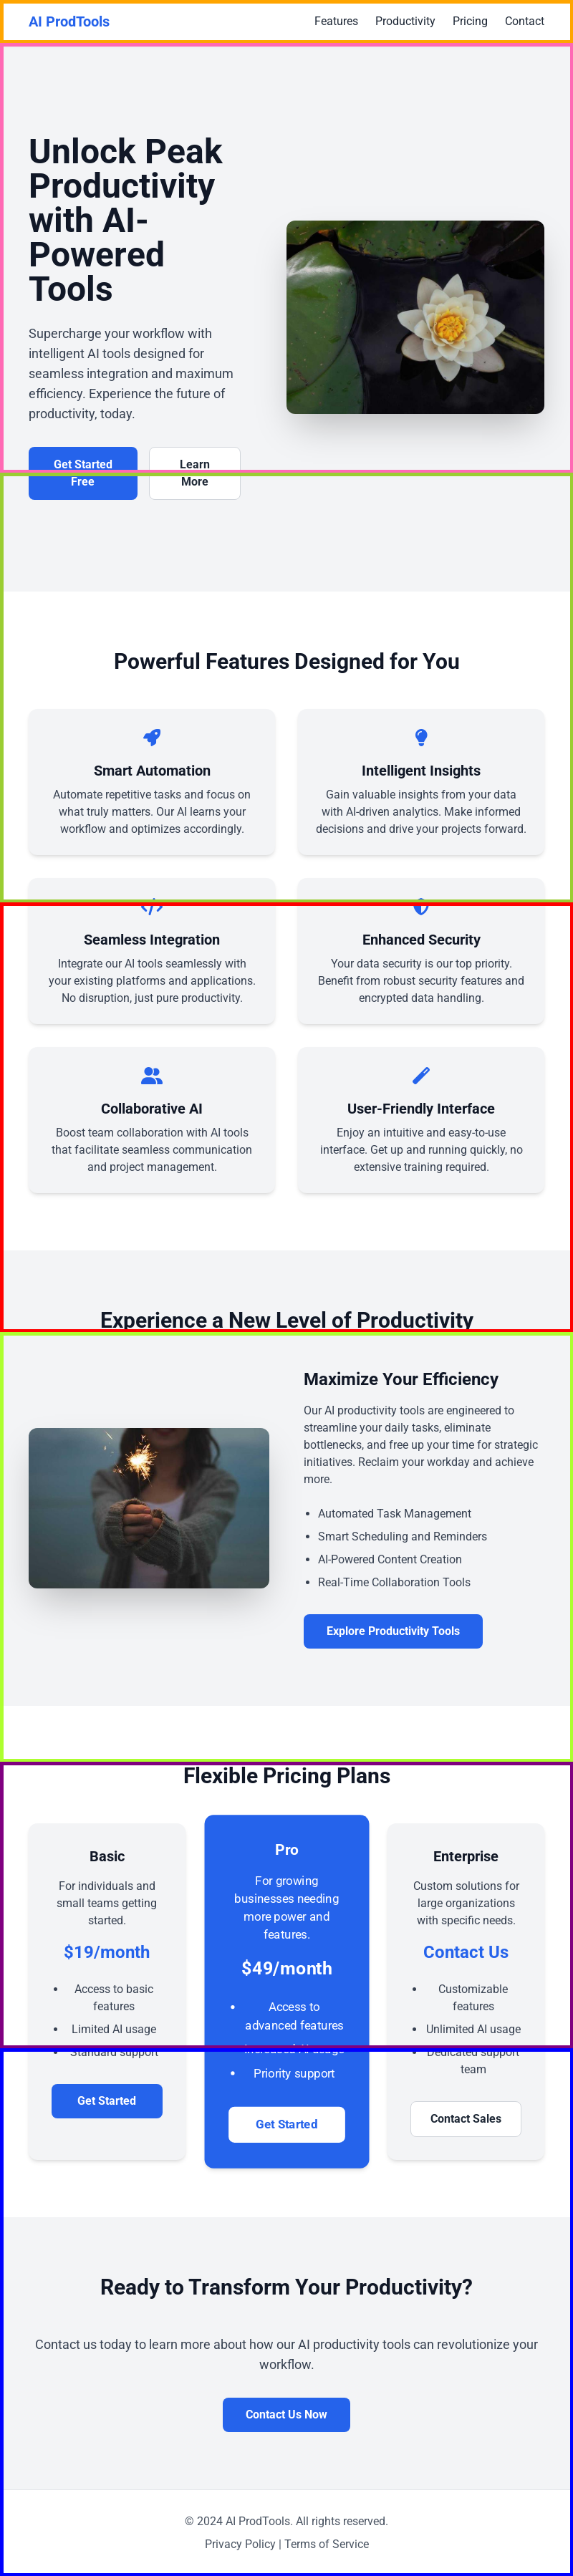 AI ProdTools
Features Productivity Pricing Contact
Unlock Peak
Productivity
with AI-
Powered
Tools
Supercharge your workflow with
intelligent AI tools designed for
seamless integration and maximum
efficiency. Experience the future of
productivity, today.
Get Started
Free
Learn
More
Powerful Features Designed for You
Smart Automation
Automate repetitive tasks and focus on
what truly matters. Our AI learns your
workflow and optimizes accordingly.
Intelligent Insights
Gain valuable insights from your data
with AI-driven analytics. Make informed
decisions and drive your projects forward.
Seamless Integration
Integrate our AI tools seamlessly with
your existing platforms and applications.
No disruption, just pure productivity.
Enhanced Security
Your data security is our top priority.
Benefit from robust security features and
encrypted data handling.
Collaborative AI
Boost team collaboration with AI tools
that facilitate seamless communication
and project management.
User-Friendly Interface
Enjoy an intuitive and easy-to-use
interface. Get up and running quickly, no
extensive training required.
Experience a New Level of Productivity
Maximize Your Efficiency
Our AI productivity tools are engineered to
streamline your daily tasks, eliminate
bottlenecks, and free up your time for strategic
initiatives. Reclaim your workday and achieve
more.
• Automated Task Management
• Smart Scheduling and Reminders
• AI-Powered Content Creation
• Real-Time Collaboration Tools
Explore Productivity Tools
Flexible Pricing Plans
Basic
For individuals and
small teams getting
started.
$19/month
• Access to basic
features
• Limited AI usage
• Standard support
Get Started
Pro
For growing
businesses needing
more power and
features.
$49/month
• Access to
advanced features
• Increased AI usage
• Priority support
Get Started
Enterprise
Custom solutions for
large organizations
with specific needs.
Contact Us
• Customizable
features
• Unlimited AI usage
• Dedicated support
team
Contact Sales
Ready to Transform Your Productivity?
Contact us today to learn more about how our AI productivity tools can revolutionize your
workflow.
Contact Us Now
© 2024 AI ProdTools. All rights reserved.
Privacy Policy | Terms of Service